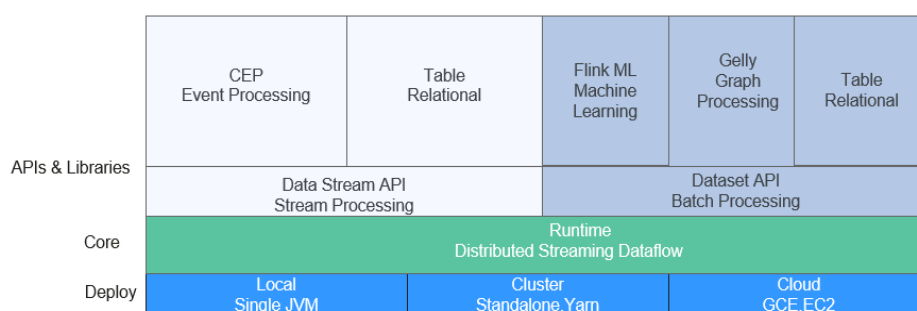 CEP
Event Processing
Table
Relational
Flink ML
Machine
Learning
Gelly
Graph
Processing
Table
Relational
APIs & Libraries
Data Stream API
Stream Processing
Dataset API
Batch Processing
Core
Runtime
Distributed Streaming Dataflow
Deploy
Local
Single JVM
Cluster
Standalone,Yarn
Cloud
GCE,EC2